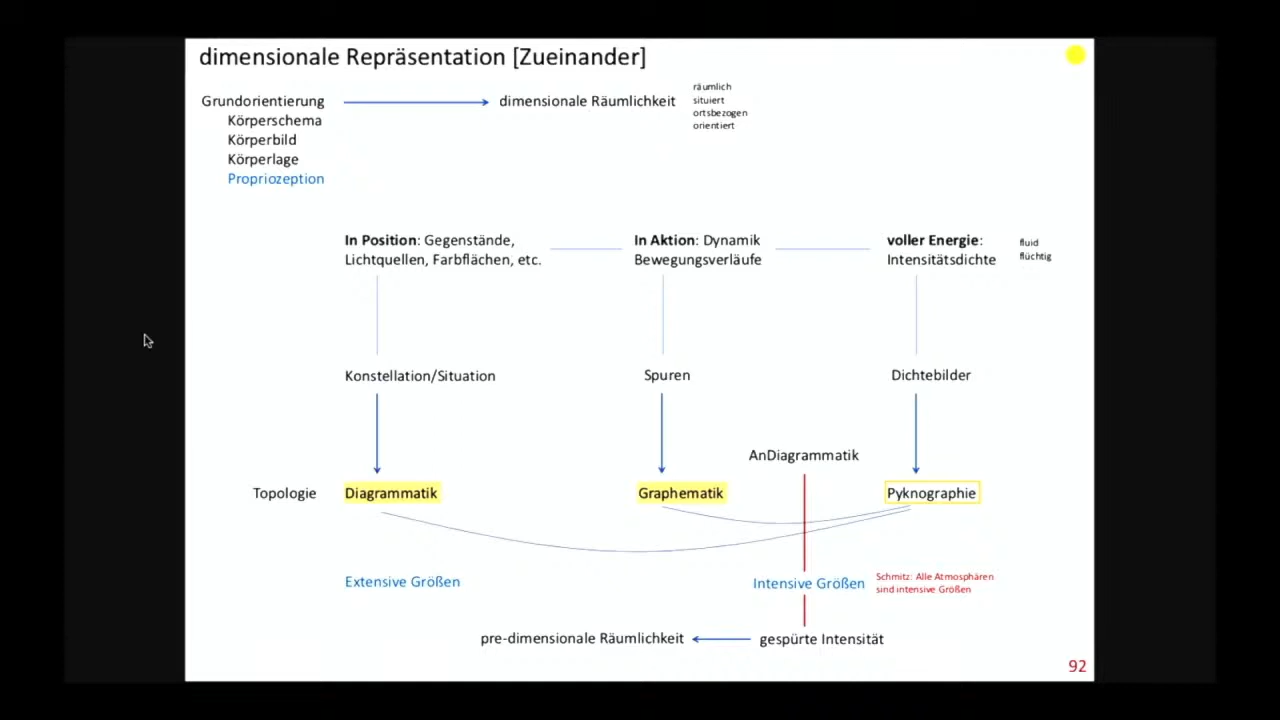 dimensionale Repräsentation [Zueinander]
Grundorientierung
dimensionale Räumlichkeit
räumlich
situiert
ortsbezogen
orientiert
Körperschema
Körperbild
Körperlage
Propriozeption
In Position: Gegenstände,
Lichtquellen, Farbflächen, etc.
In Aktion: Dynamik
Bewegungsverläufe
voller Energie:
Intensitätsdichte
fluid
flüchtig
Konstellation/Situation
Spuren
Dichtebilder
AnDiagrammatik
Topologie
Diagrammatik
Graphematik
Pyknographie
Extensive Größen
Intensive Größen
Schmitz: Alle Atmosphären
sind intensive Größen
pre-dimensionale Räumlichkeit
gespürte Intensität
92